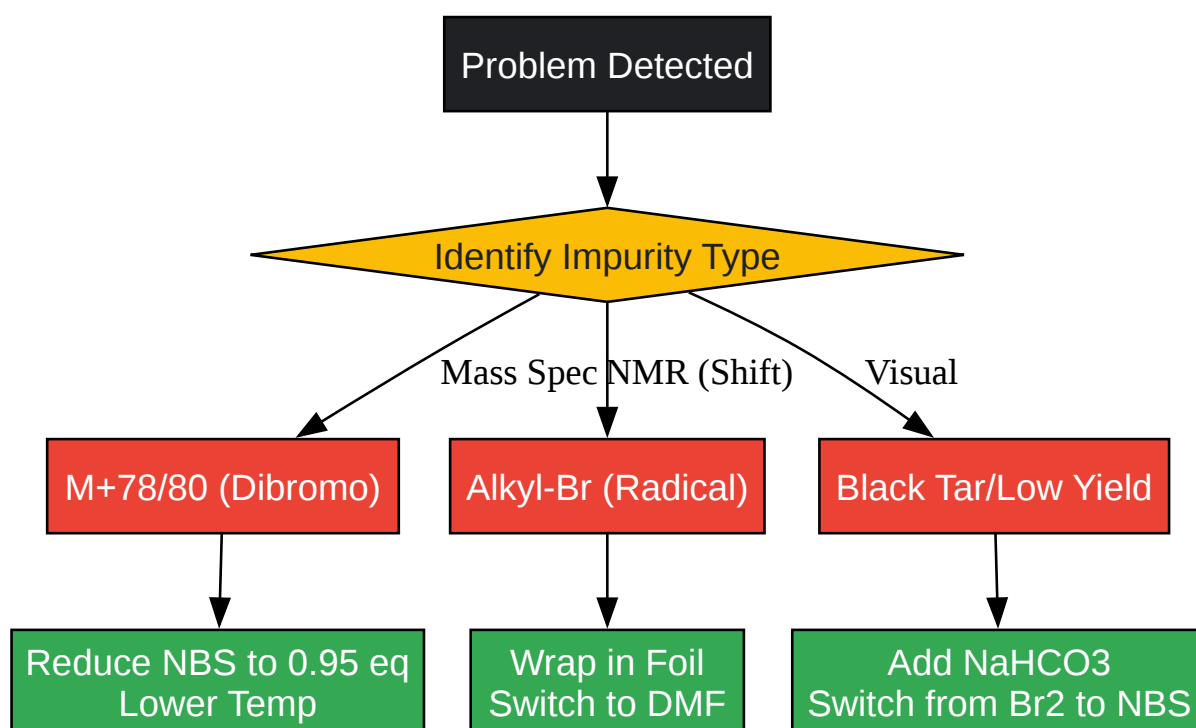 Problem Detected
Identify Impurity Type
Mass Spec
NMR (Shift)
Visual
M+78/80 (Dibromo)
Alkyl-Br (Radical)
Black Tar/Low Yield
Reduce NBS to 0.95 eq
Lower Temp
Wrap in Foil
Switch to DMF
Add NaHCO3
Switch from Br2 to NBS